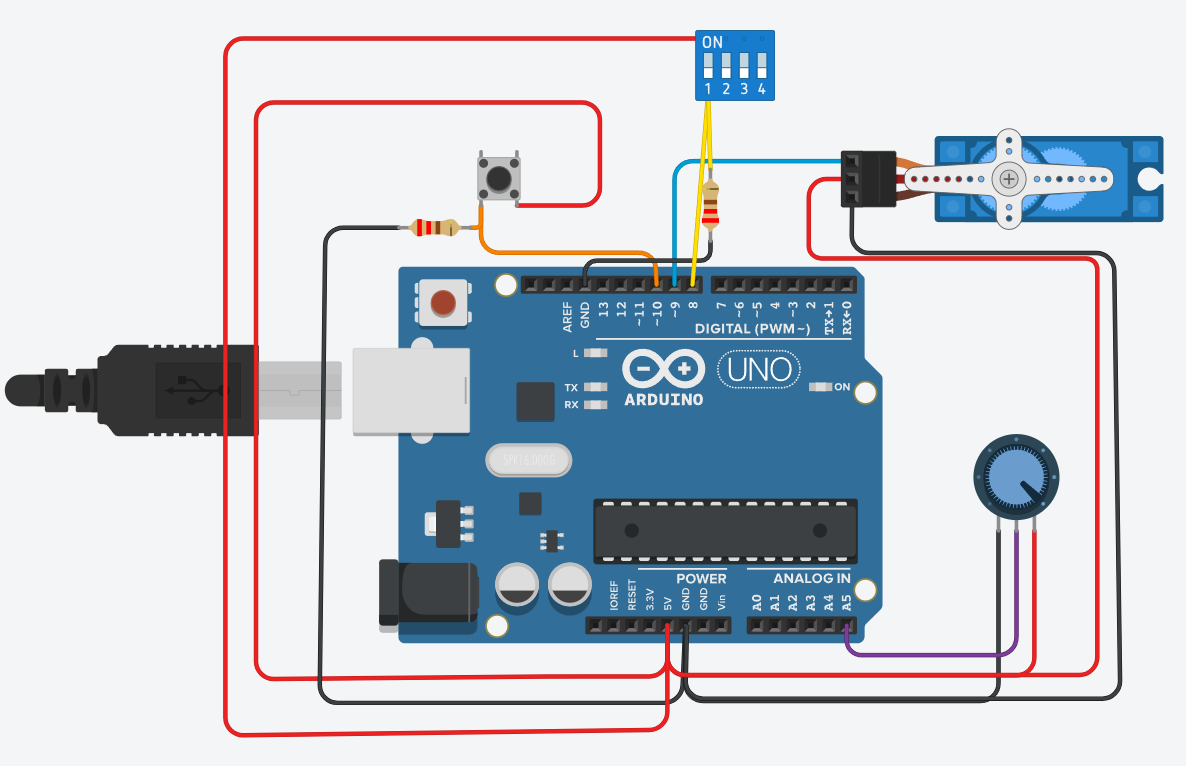 ON
1 2 3 4
AREF
GND
13
12
~11
~10
~9
8
7
~6
~5
4
~3
2
TX→1
RX←0
DIGITAL (PWM~)
L
TX
RX
ARDUINO
UNO
ON
SPK16.000G
POWER
ANALOG IN
IOREF
RESET
3.3V
5V
GND
GND
Vin
A0
A1
A2
A3
A4
A5